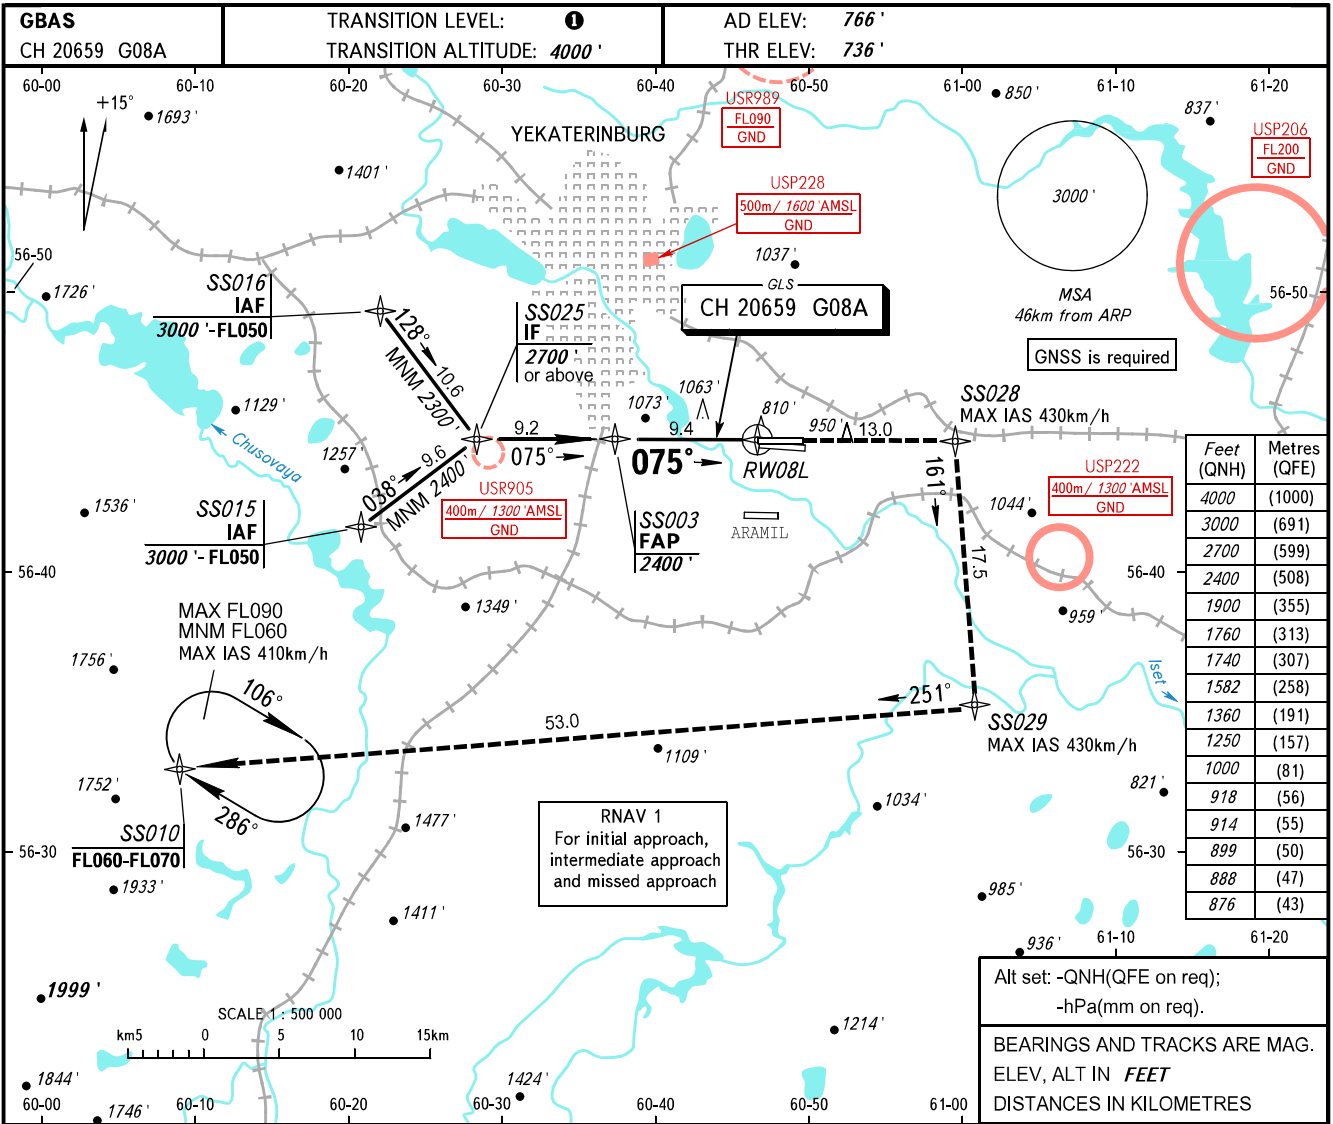 GBAS
CH 20659 G08A
TRANSITION LEVEL: ❶
TRANSITION ALTITUDE: 4000'
AD ELEV: 766'
THR ELEV: 736'
60-00
60-10
60-20
60-30
60-40
60-50
61-00
61-10
61-20
+15°
1693'
1401'
YEKATERINBURG
USR989
FL090
GND
850'
837'
USP206
FL200
GND
USP228
500m/1600'AMSL
GND
3000'
1037'
56-50
1726'
SS016
IAF
3000'-FL050
SS025
IF
2700'
or above
GLS
CH 20659 G08A
MSA
46km from ARP
56-50
GNSS is required
128°
10.6
MNM 2300'
1129'
Chusovaya
1257'
1073'
1063'
810'
950'
13.0
SS028
MAX IAS 430km/h
9.2
075°
9.4
075°
RW08L
038°
9.6
MNM 2400'
USR905
400m/1300'AMSL
GND
1536'
SS015
IAF
3000'-FL050
SS003
FAP
2400'
ARAMIL
161°
17.5
1044'
USP222
400m/1300'AMSL
GND
Feet
(QNH)
Metres
(QFE)
4000 (1000)
3000 (691)
2700 (599)
2400 (508)
1900 (355)
1760 (313)
1740 (307)
1582 (258)
1360 (191)
1250 (157)
1000 (81)
918 (56)
914 (55)
899 (50)
888 (47)
876 (43)
56-40
56-40
1349'
959'
MAX FL090
MNM FL060
MAX IAS 410km/h
1756'
106°
Iset
251°
53.0
SS029
MAX IAS 430km/h
1109'
1752'
286°
SS010
FL060-FL070
1477'
RNAV 1
For initial approach,
intermediate approach
and missed approach
1034'
821'
56-30
56-30
1933'
1411'
985'
936'
61-10
61-20
1999'
SCALE 1 : 500 000
km5
0
5
10
15km
1214'
1844'
1424'
1746'
60-00
60-10
60-20
60-30
60-40
60-50
61-00
Alt set: -QNH(QFE on req);
-hPa(mm on req).
BEARINGS AND TRACKS ARE MAG.
ELEV, ALT IN FEET
DISTANCES IN KILOMETRES